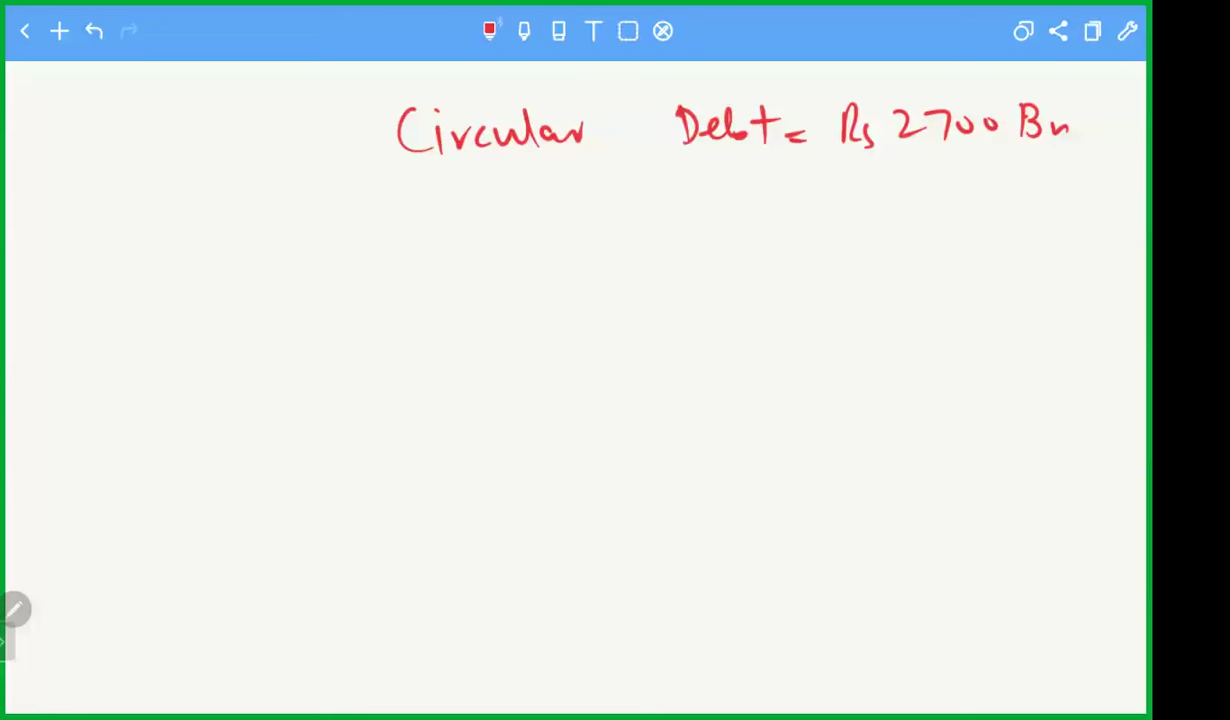 Circular Debt = Rs 2700 Bn